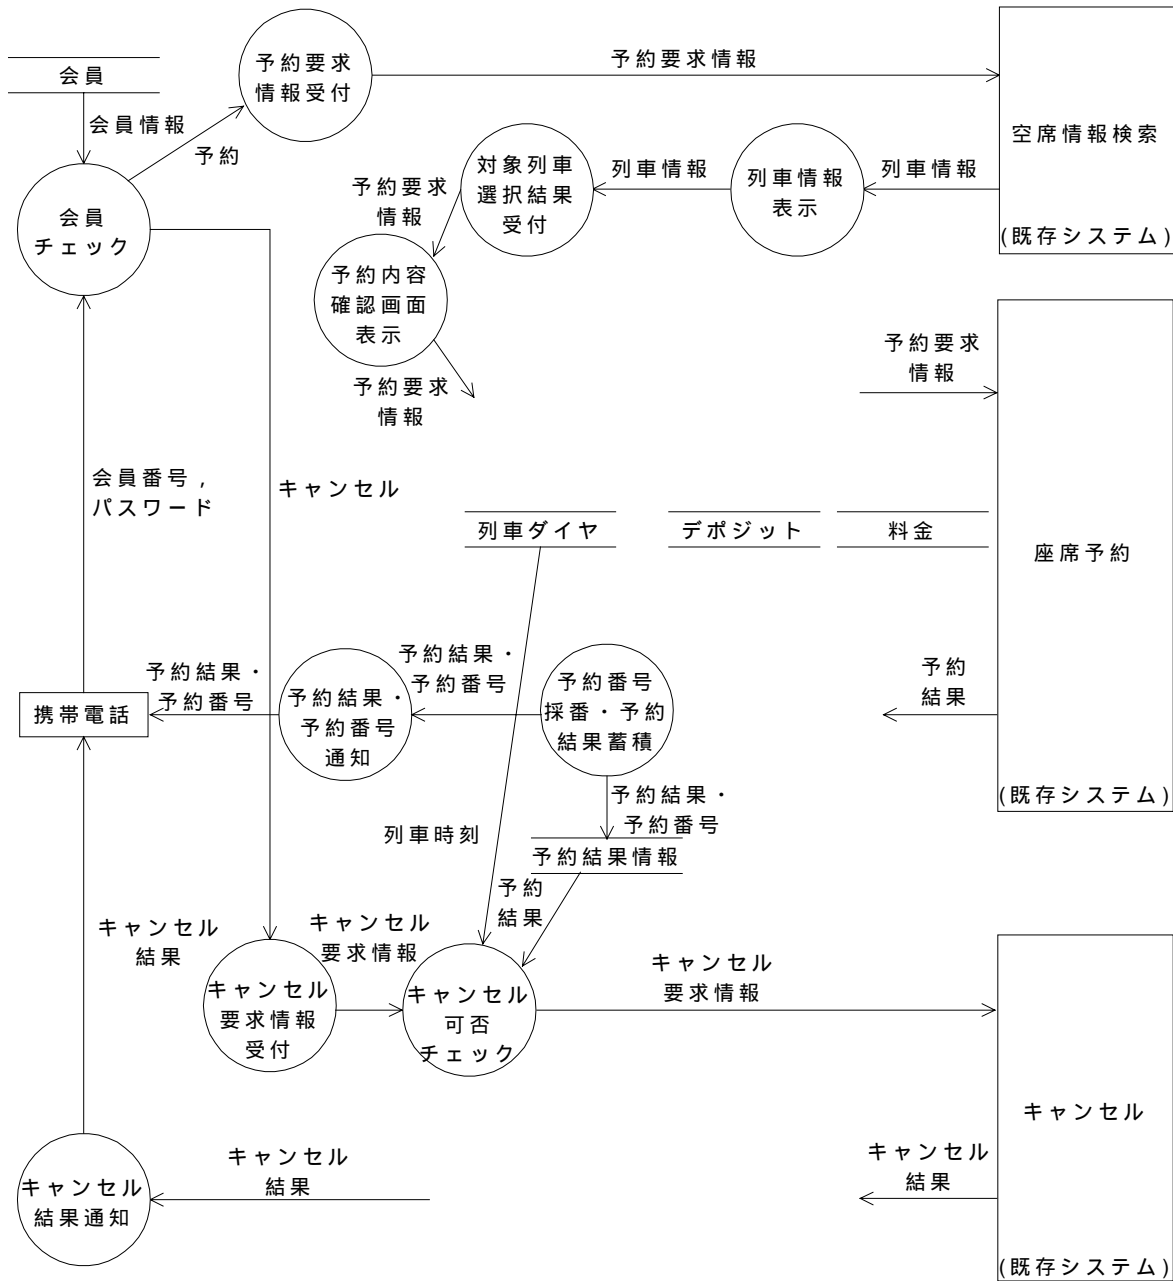 会員
予約要求
情報受付
予約要求情報
会員情報
予約
空席情報検索
対象列車
選択結果
受付
列車情報
列車情報
表示
列車情報
予約要求
情報
会員
チェック
(既存システム)
予約内容
確認画面
表示
予約要求
情報
予約要求
情報
会員番号，
パスワード
キャンセル
列車ダイヤ
デポジット
料金
座席予約
予約結果・
予約番号
携帯電話
予約結果・
予約番号
通知
予約結果・
予約番号
予約番号
採番・予約
結果蓄積
予約
結果
(既存システム)
予約結果・
予約番号
列車時刻
予約結果情報
予約
結果
キャンセル
結果
キャンセル
要求情報
キャンセル
要求情報
受付
キャンセル
可否
チェック
キャンセル
要求情報
キャンセル
キャンセル
結果通知
キャンセル
結果
キャンセル
結果
(既存システム)